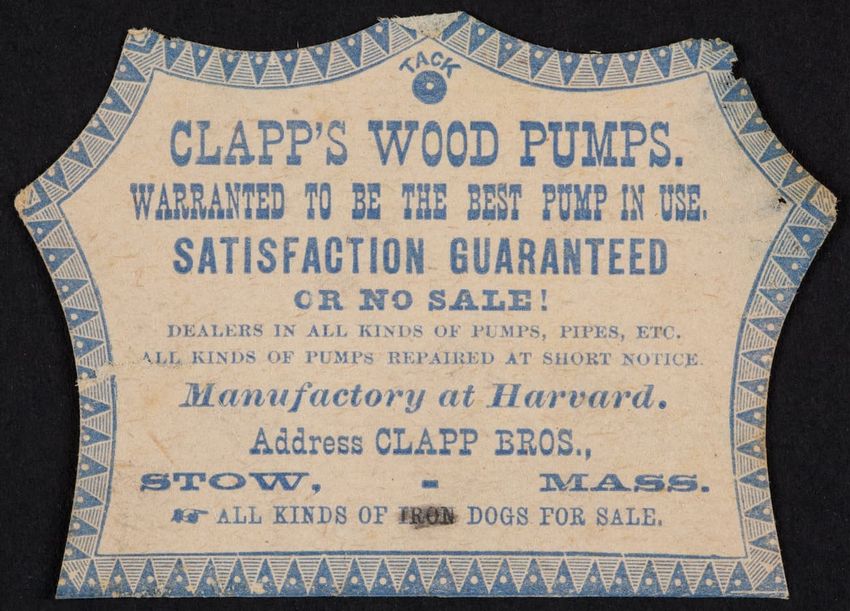 TACK
CLAPP'S WOOD PUMPS.
WARRANTED TO BE THE BEST PUMP IN USE.
SATISFACTION GUARANTEED
OR NO SALE!
DEALERS IN ALL KINDS OF PUMPS, PIPES, ETC.
ALL KINDS OF PUMPS REPAIRED AT SHORT NOTICE.
Manufactory at Harvard.
Address CLAPP BROS.,
STOW, - MASS.
☞ ALL KINDS OF IRON DOGS FOR SALE.